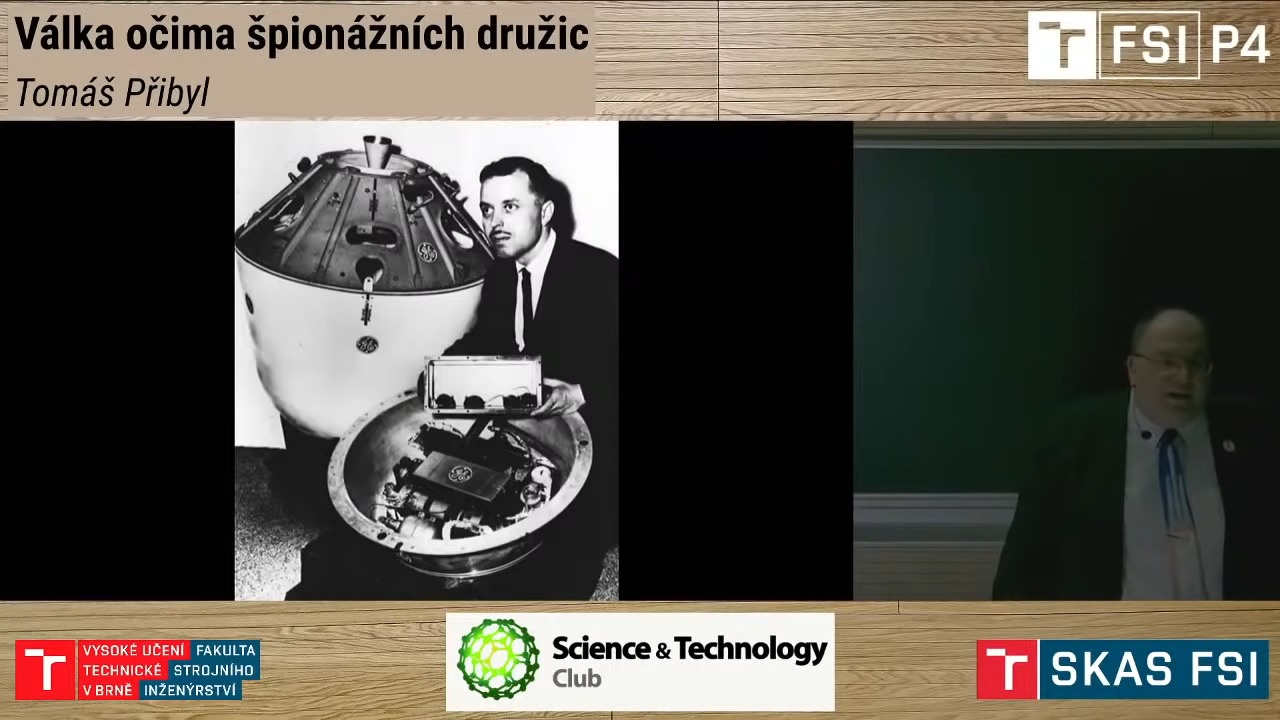 Válka očima špionážních družic
Tomáš Přibyl
FSI P4
VYSOKÉ UČENÍ FAKULTA
TECHNICKÉ STROJNÍHO
V BRNĚ INŽENÝRSTVÍ
Science & Technology
Club
SKAS FSI